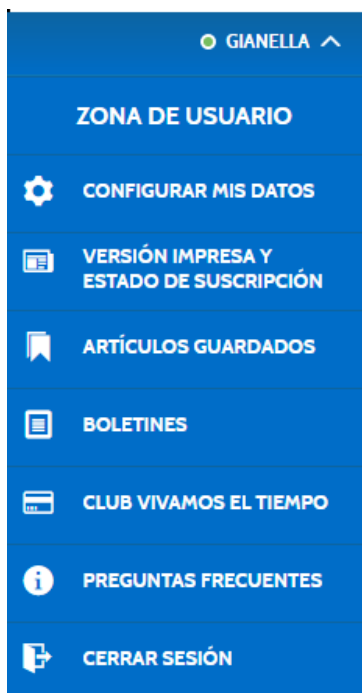 GIANELLA
ZONA DE USUARIO
CONFIGURAR MIS DATOS
VERSIÓN IMPRESA Y
ESTADO DE SUSCRIPCIÓN
ARTÍCULOS GUARDADOS
BOLETINES
CLUB VIVAMOS EL TIEMPO
PREGUNTAS FRECUENTES
CERRAR SESIÓN